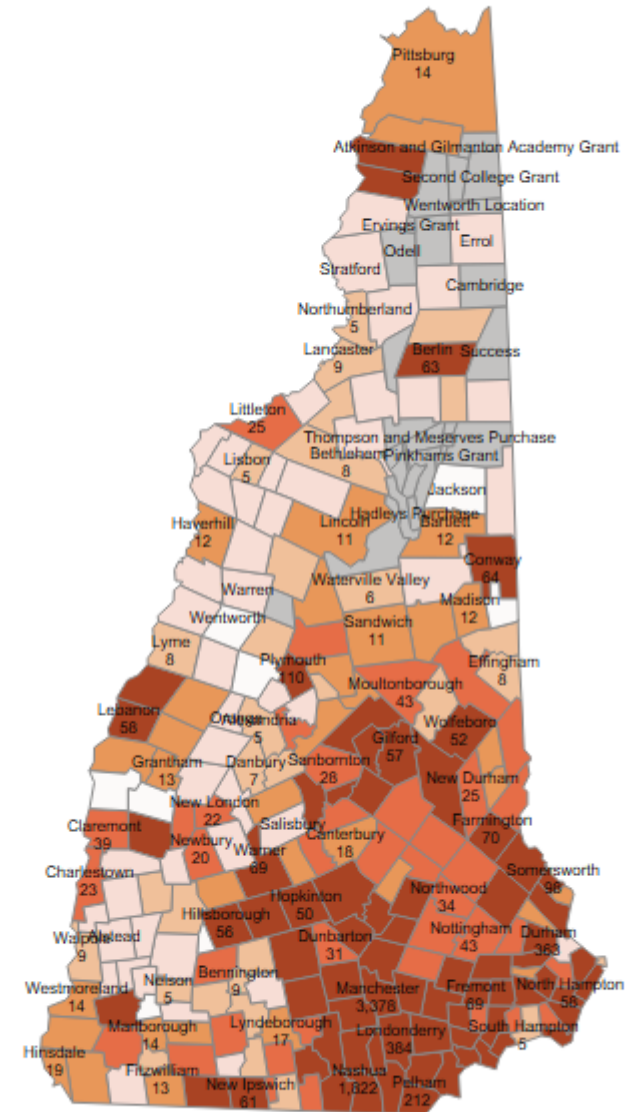 Pittsburg
14
Atkinson and Gilmanton Academy Grant
Second College Grant
Wentworth Location
Ervings Grant
Errol
Odell
Stratford
Cambridge
Northumberland
5
Lancaster
9
Berlin
63
Success
Littleton
25
Thompson and Meserves Purchase
Bethlehem
8
Pinkhams Grant
Lisbon
5
Jackson
Hadleys Purchase
Haverhill
12
Lincoln
11
Bartlett
12
Conway
64
Waterville Valley
6
Warren
Madison
12
Wentworth
Sandwich
11
Lyme
8
Plymouth
110
Effingham
8
Moultonborough
43
Lebanon
58
Orange
Alexandria
5
Wolfeboro
52
Gilford
57
Grantham
13
Danbury
7
Sanbornton
28
New Durham
25
New London
22
Salisbury
Claremont
39
Newbury
20
Warner
69
Canterbury
18
Farmington
70
Charlestown
23
Somersworth
98
Hopkinton
50
Northwood
34
Hillsborough
56
Walpole
9
Alstead
Dunbarton
31
Nottingham
43
Durham
363
Nelson
5
Bennington
9
Westmoreland
14
Manchester
3,378
Fremont
69
North Hampton
58
Marlborough
14
Lyndeborough
17
Londonderry
384
South Hampton
5
Hinsdale
19
Fitzwilliam
13
New Ipswich
61
Nashua
1,822
Pelham
212